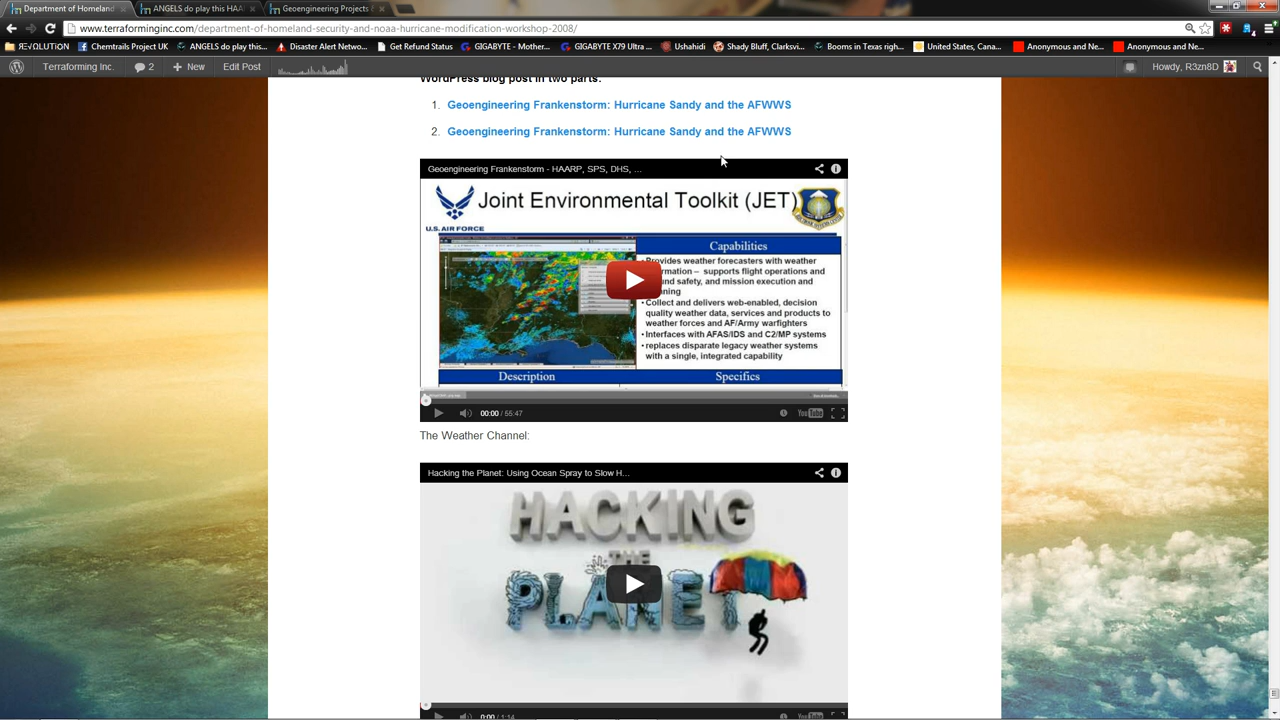 Department of Homeland
ANGELS do play this HAA
Geoengineering Projects
www.terraforminginc.com/department-of-homeland-security-and-noaa-hurricane-modification-workshop-2008/
Chemtrails Project UK
ANGELS do play this...
Disaster Alert Netwo...
Get Refund Status
GIGABYTE - Mother...
GIGABYTE X79 Ultra ...
Ushahidi
Shady Bluff, Clarksvi...
Booms in Texas righ...
United States, Cana...
Anonymous and Ne...
Anonymous and Ne...
Terraforming Inc.
2
New
Edit Post
Howdy, R3zn8D
WordPress blog post in two parts:
1. Geoengineering Frankenstorm: Hurricane Sandy and the AFWWS
2. Geoengineering Frankenstorm: Hurricane Sandy and the AFWWS
Geoengineering Frankenstorm - HAARP, SPS, DHS, ...
Joint Environmental Toolkit (JET)
U.S. AIR FORCE
Capabilities
Provides weather forecasters with weather
information – supports flight operations and
ground safety, and mission execution and
planning
• Collect and delivers web-enabled, decision
quality weather data, services and products to
weather forces and AF/Army warfighters
• Interfaces with AFAS/IDS and C2/MP systems
• replaces disparate legacy weather systems
with a single, integrated capability
Description
Specifics
00:00 / 55:47
YouTube
The Weather Channel:
Hacking the Planet: Using Ocean Spray to Slow H...
HACKING
THE
PLANET
0:00 / 1:14
YouTube